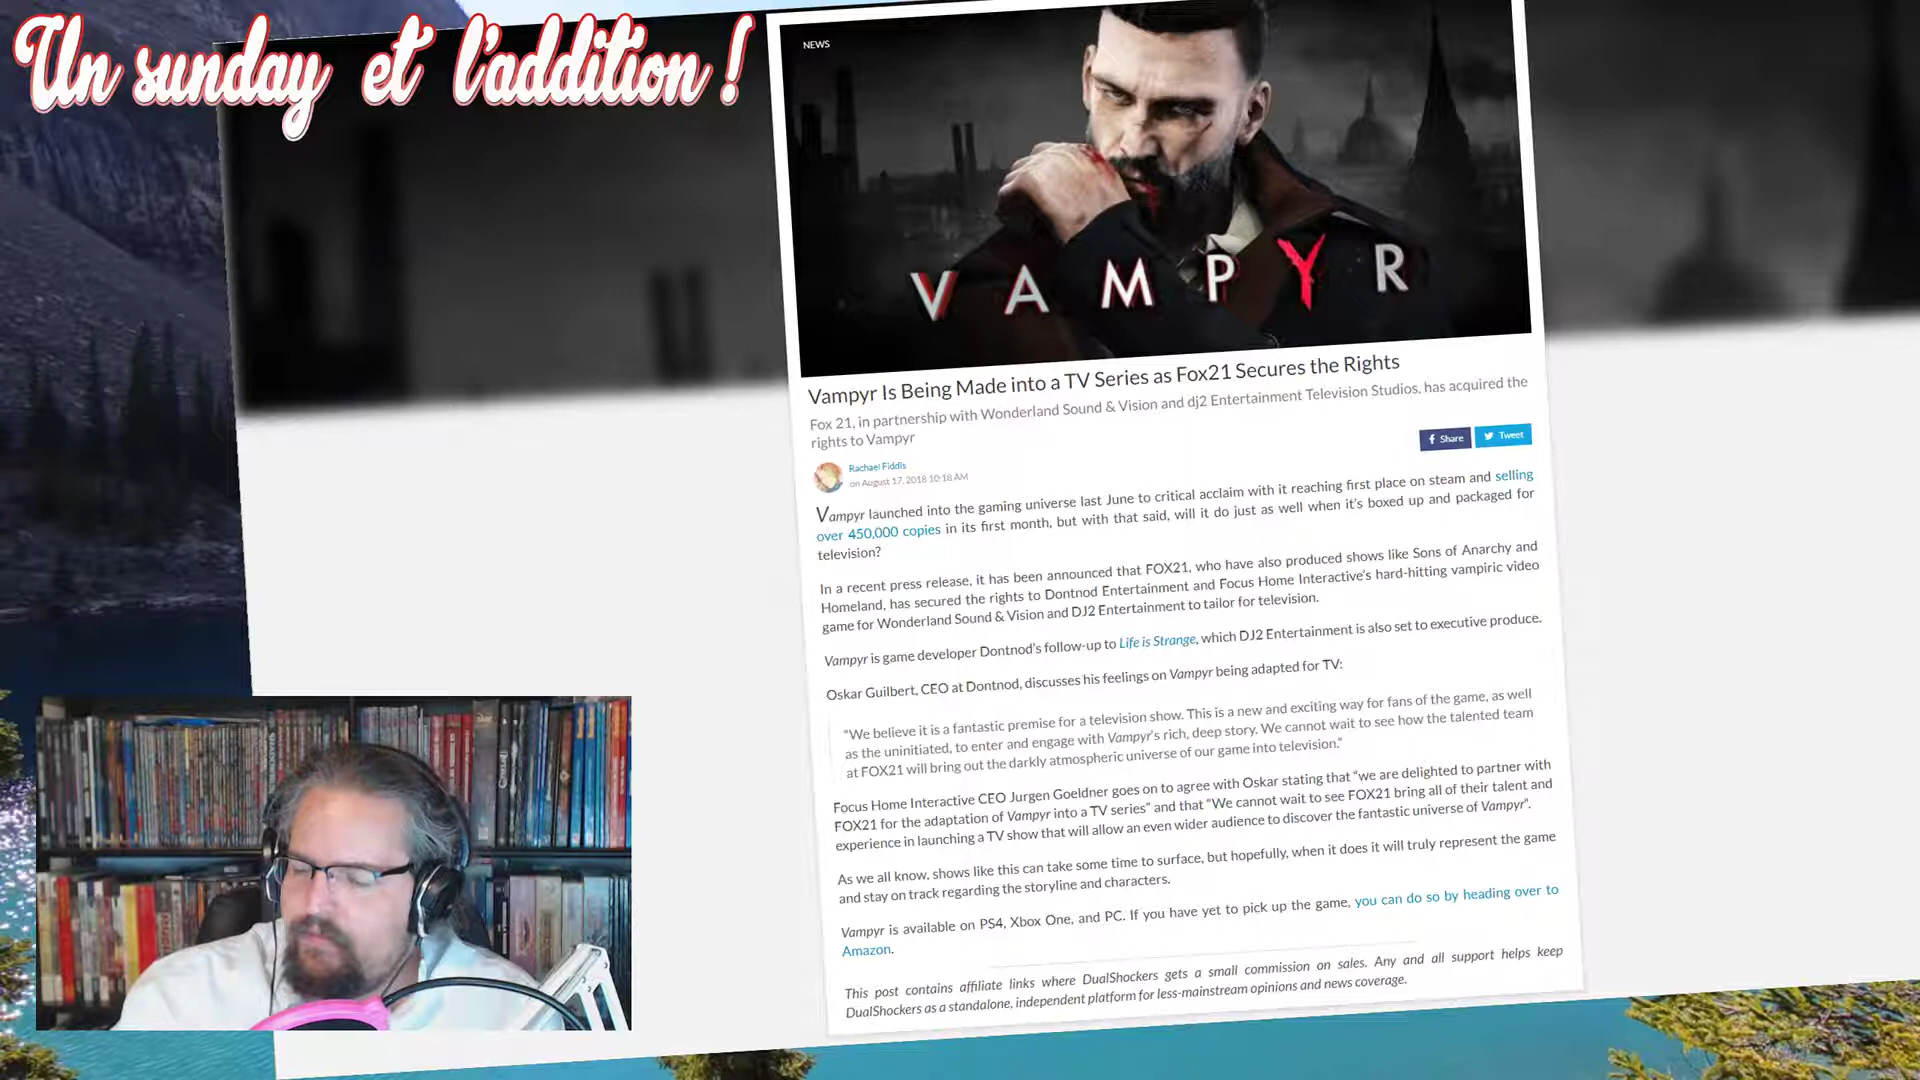 Un sunday et l'addition !
NEWS
VAMPYR
Vampyr Is Being Made into a TV Series as Fox21 Secures the Rights
Fox 21, in partnership with Wonderland Sound & Vision and dj2 Entertainment Television Studios, has acquired the
rights to Vampyr
Share
Tweet
Rachael Fiddis
on August 17, 2018 10:18 AM
Vampyr launched into the gaming universe last June to critical acclaim with it reaching first place on steam and selling
over 450,000 copies in its first month, but with that said, will it do just as well when it's boxed up and packaged for
television?
In a recent press release, it has been announced that FOX21, who have also produced shows like Sons of Anarchy and
Homeland, has secured the rights to Dontnod Entertainment and Focus Home Interactive's hard-hitting vampiric video
game for Wonderland Sound & Vision and DJ2 Entertainment to tailor for television.
Vampyr is game developer Dontnod's follow-up to Life is Strange, which DJ2 Entertainment is also set to executive produce.
Oskar Guilbert, CEO at Dontnod, discusses his feelings on Vampyr being adapted for TV:
"We believe it is a fantastic premise for a television show. This is a new and exciting way for fans of the game, as well
as the uninitiated, to enter and engage with Vampyr's rich, deep story. We cannot wait to see how the talented team
at FOX21 will bring out the darkly atmospheric universe of our game into television."
Focus Home Interactive CEO Jurgen Goeldner goes on to agree with Oskar stating that "we are delighted to partner with
FOX21 for the adaptation of Vampyr into a TV series" and that "We cannot wait to see FOX21 bring all of their talent and
experience in launching a TV show that will allow an even wider audience to discover the fantastic universe of Vampyr".
As we all know, shows like this can take some time to surface, but hopefully, when it does it will truly represent the game
and stay on track regarding the storyline and characters.
Vampyr is available on PS4, Xbox One, and PC. If you have yet to pick up the game, you can do so by heading over to
Amazon.
This post contains affiliate links where DualShockers gets a small commission on sales. Any and all support helps keep
DualShockers as a standalone, independent platform for less-mainstream opinions and news coverage.